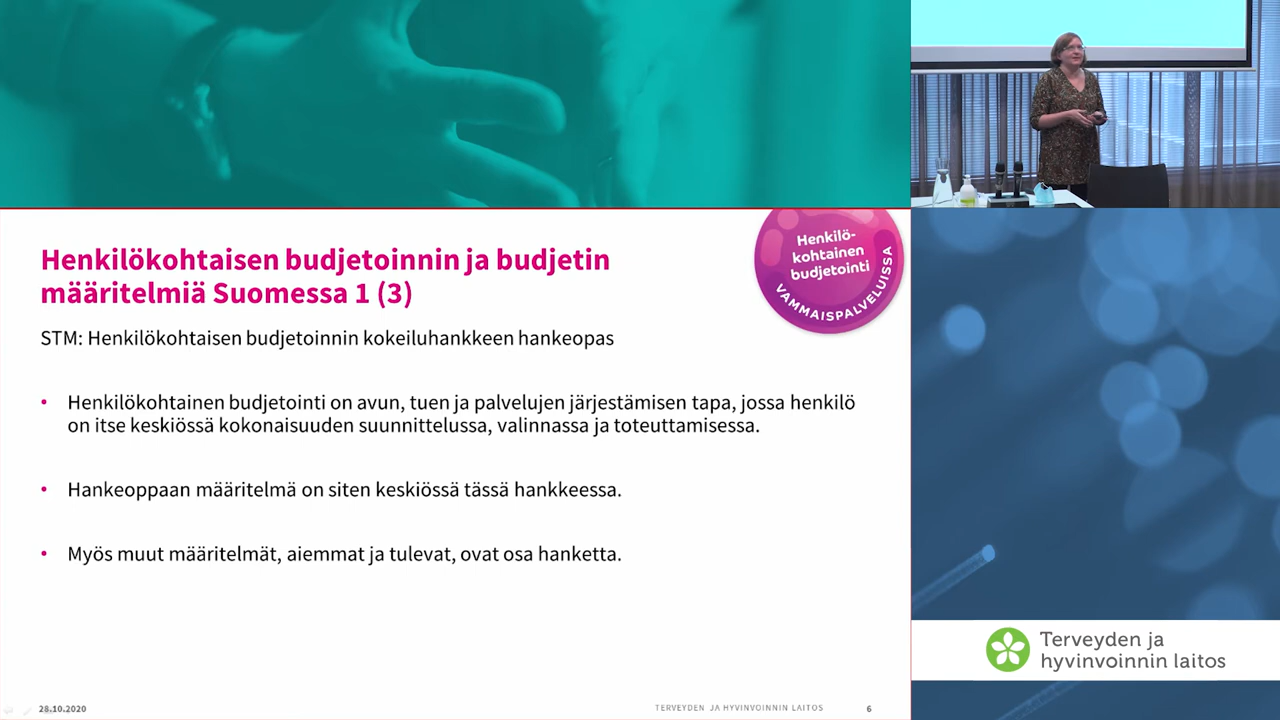 Henkilökohtaisen budjetoinnin ja budjetin
määritelmiä Suomessa 1 (3)
Henkilö-
kohtainen
budjetointi
VAMMAISPALVELUISSA
STM: Henkilökohtaisen budjetoinnin kokeiluhankkeen hankeopas
• Henkilökohtainen budjetointi on avun, tuen ja palvelujen järjestämisen tapa, jossa henkilö
on itse keskiössä kokonaisuuden suunnittelussa, valinnassa ja toteuttamisessa.
• Hankeoppaan määritelmä on siten keskiössä tässä hankkeessa.
• Myös muut määritelmät, aiemmat ja tulevat, ovat osa hanketta.
28.10.2020
TERVEYDEN JA HYVINVOINNIN LAITOS
6
Terveyden ja
hyvinvoinnin laitos